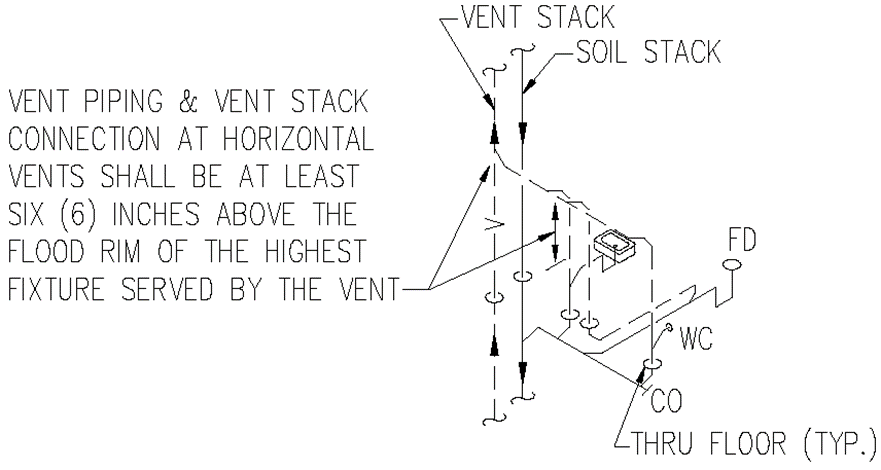 VENT STACK
SOIL STACK
VENT PIPING & VENT STACK
CONNECTION AT HORIZONTAL
VENTS SHALL BE AT LEAST
SIX (6) INCHES ABOVE THE
FLOOD RIM OF THE HIGHEST
FIXTURE SERVED BY THE VENT
V
FD
WC
CO
THRU FLOOR (TYP.)